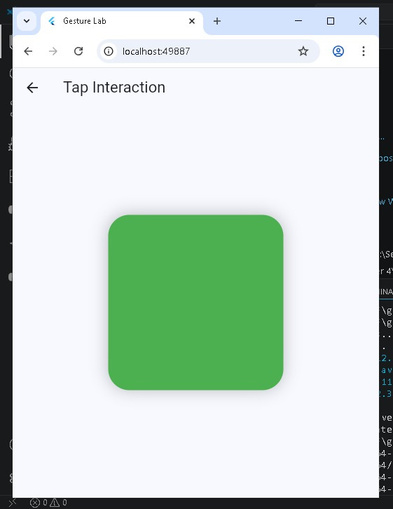 Gesture Lab
localhost:49887
Tap Interaction
0 0